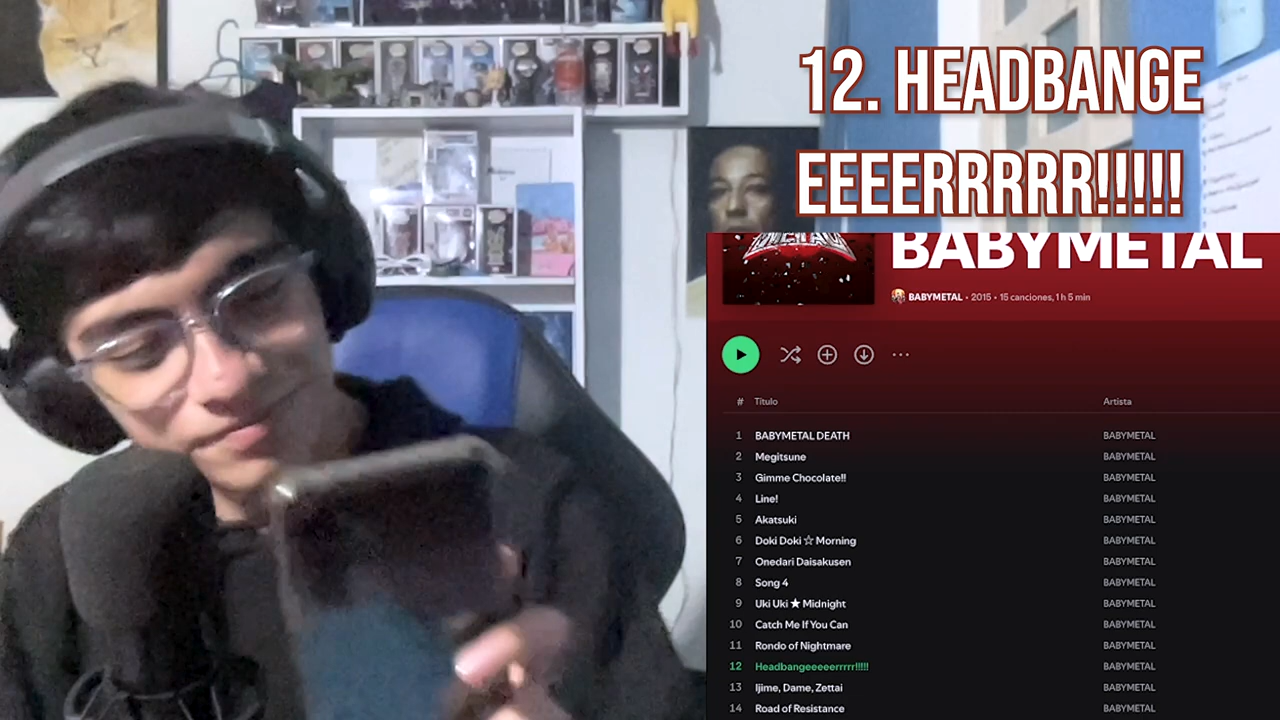 12. HEADBANGE
EEEERRRRR!!!!!
BABYMETAL
BABYMETAL • 2015 • 15 canciones, 1 h 5 min
# Título Artista
1 BABYMETAL DEATH BABYMETAL
2 Megitsune BABYMETAL
3 Gimme Chocolate!! BABYMETAL
4 Line! BABYMETAL
5 Akatsuki BABYMETAL
6 Doki Doki ☆ Morning BABYMETAL
7 Onedari Daisakusen BABYMETAL
8 Song 4 BABYMETAL
9 Uki Uki ★ Midnight BABYMETAL
10 Catch Me If You Can BABYMETAL
11 Rondo of Nightmare BABYMETAL
12 Headbangeeeeerrrrr!!!!! BABYMETAL
13 Ijime, Dame, Zettai BABYMETAL
14 Road of Resistance BABYMETAL